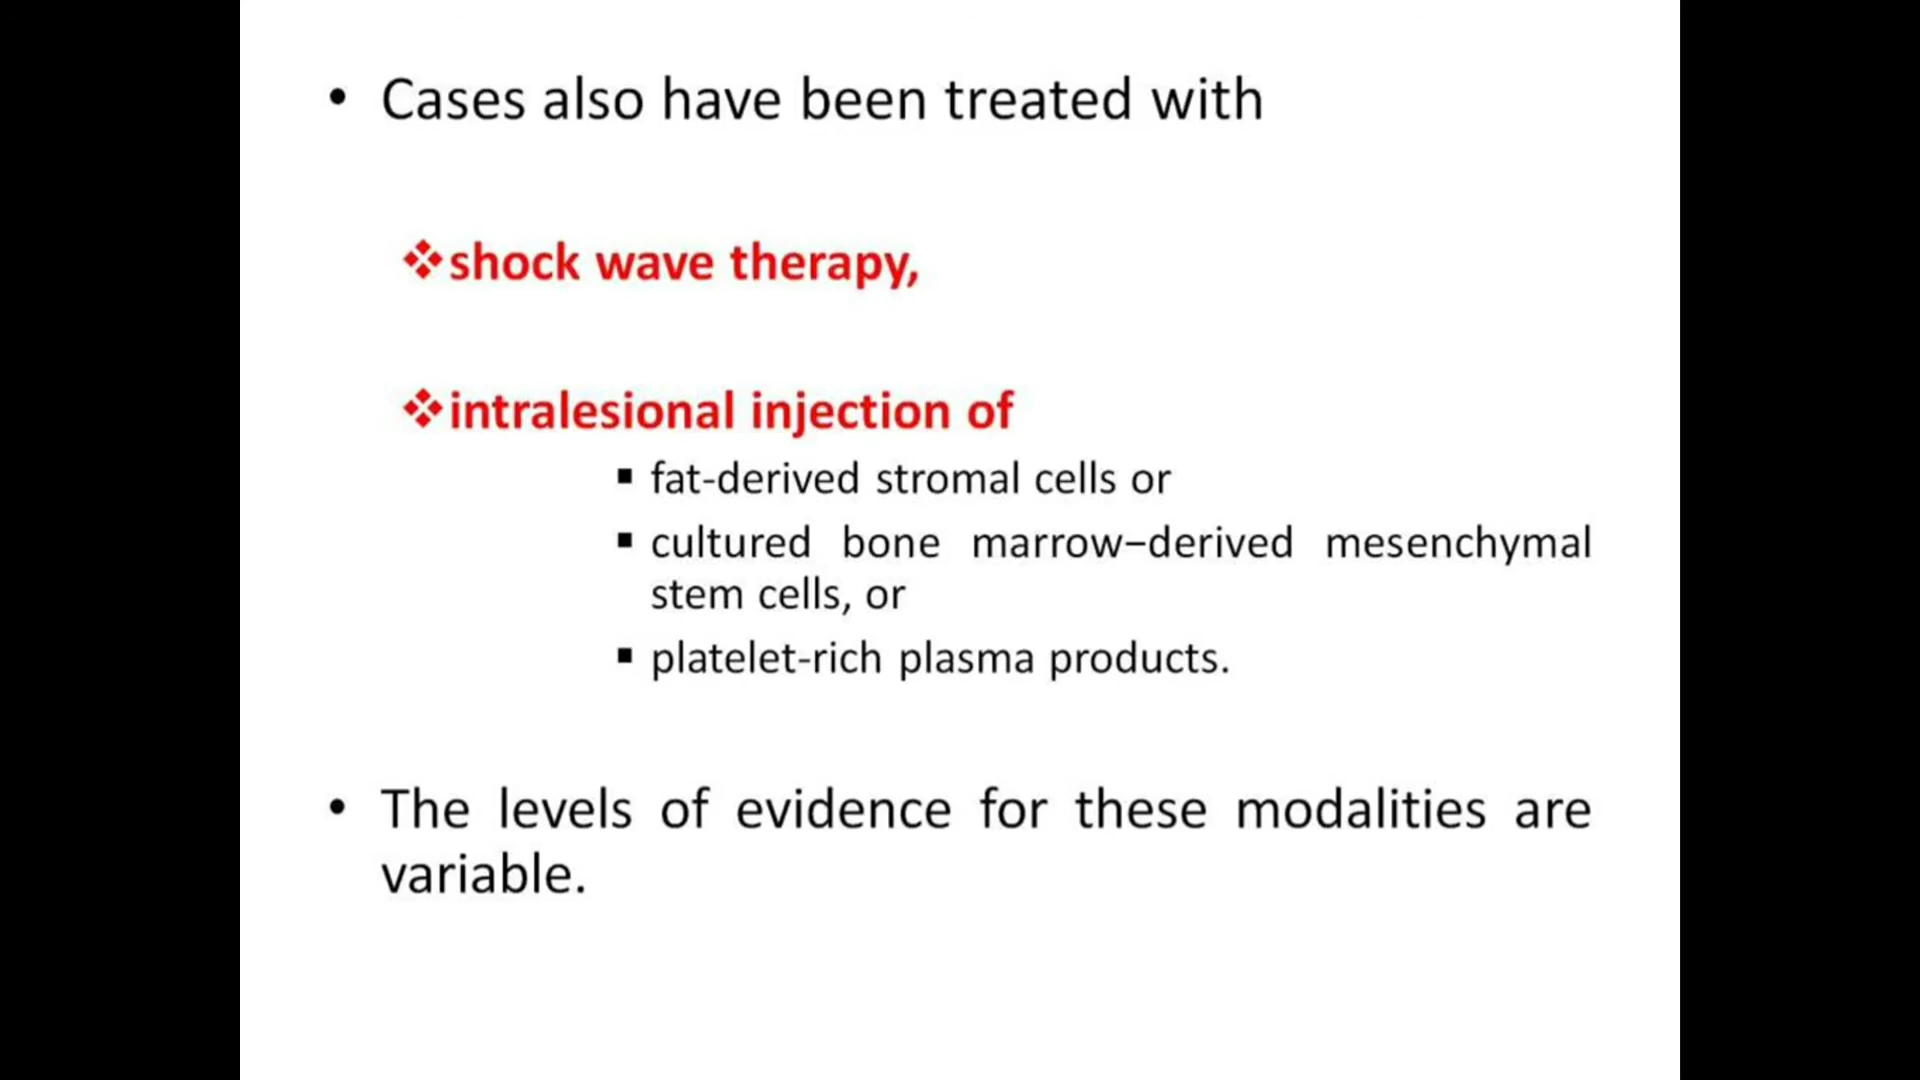 • Cases also have been treated with
❖shock wave therapy,
❖intralesional injection of
▪ fat-derived stromal cells or
▪ cultured bone marrow–derived mesenchymal
stem cells, or
▪ platelet-rich plasma products.
• The levels of evidence for these modalities are
variable.